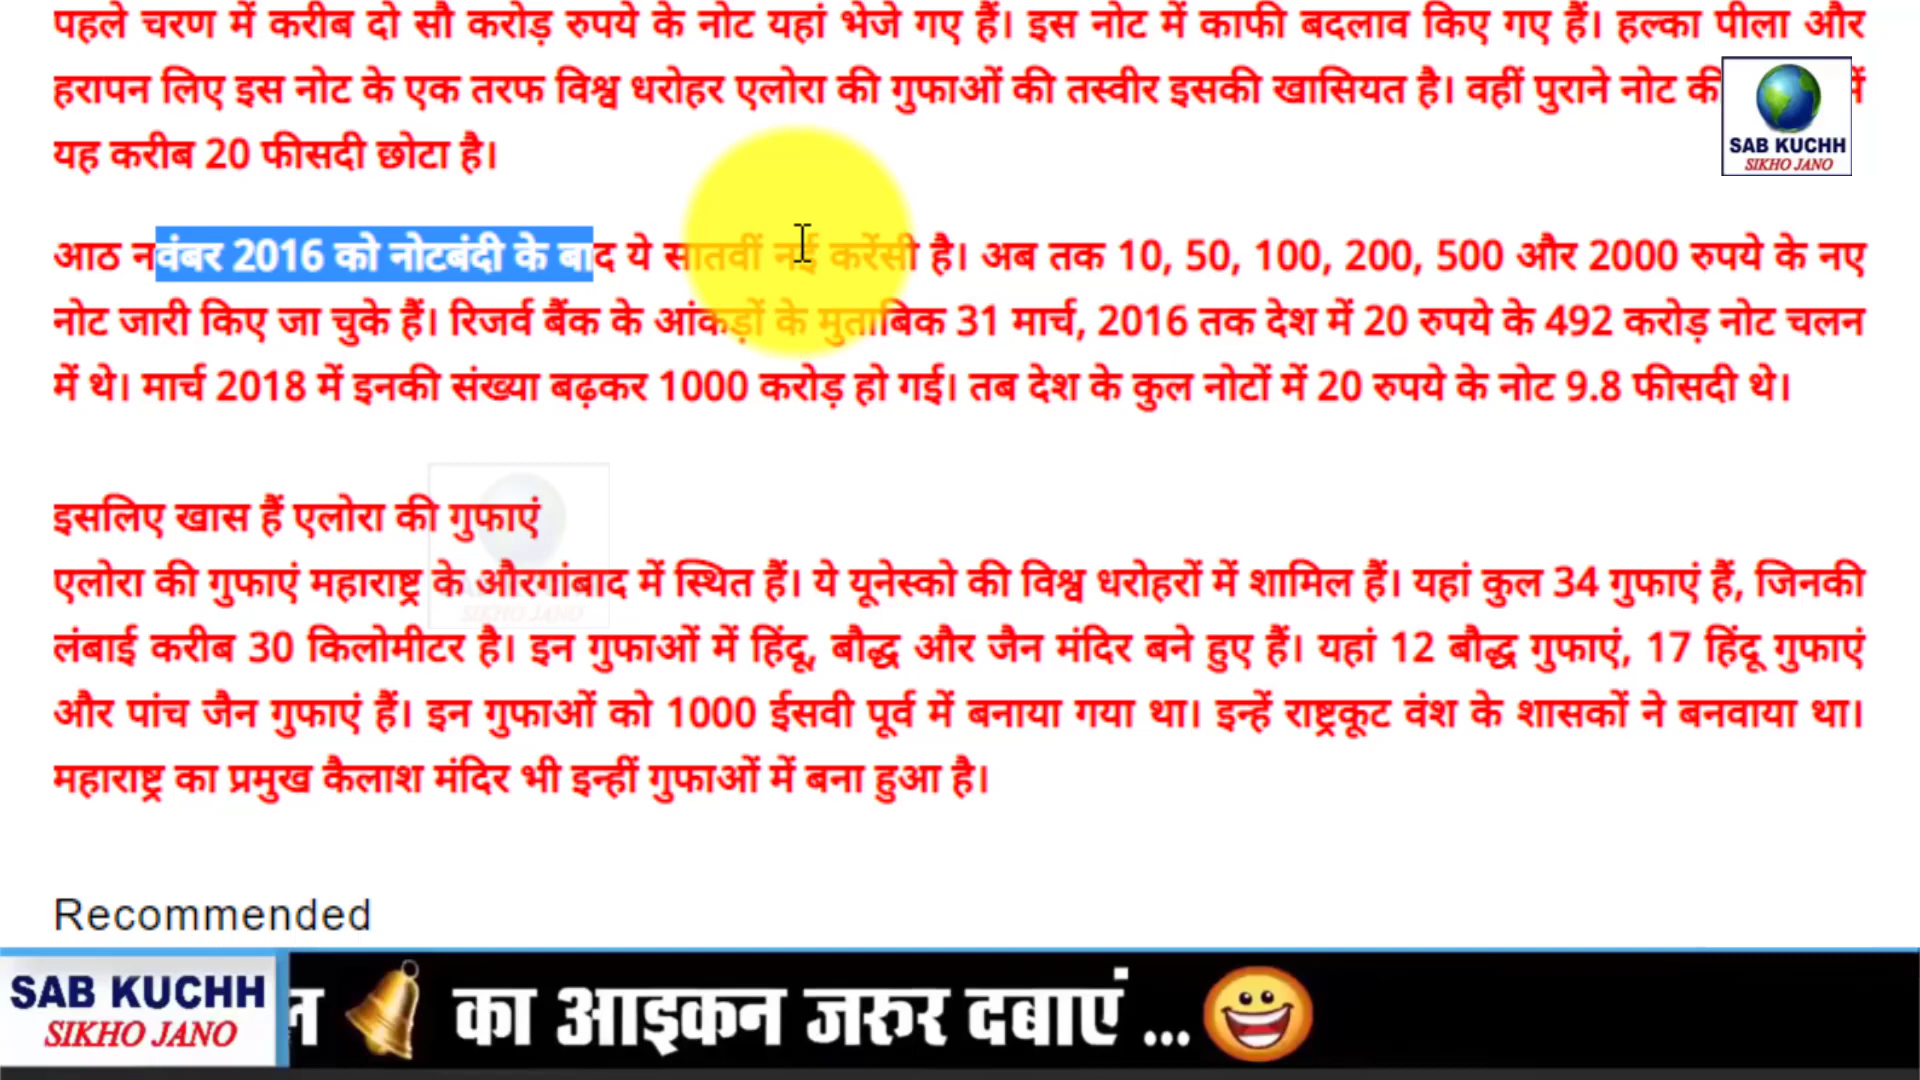 पहले चरण में करीब दो सौ करोड़ रुपये के नोट यहां भेजे गए हैं। इस नोट में काफी बदलाव किए गए हैं। हल्का पीला और
हरापन लिए इस नोट के एक तरफ विश्व धरोहर एलोरा की गुफाओं की तस्वीर इसकी खासियत है। वहीं पुराने नोट की में
यह करीब 20 फीसदी छोटा है।
SAB KUCHH
SIKHO JANO
आठ नवंबर 2016 को नोटबंदी के बाद ये सातवीं नई करेंसी है। अब तक 10, 50, 100, 200, 500 और 2000 रुपये के नए
नोट जारी किए जा चुके हैं। रिजर्व बैंक के आंकड़ों के मुताबिक 31 मार्च, 2016 तक देश में 20 रुपये के 492 करोड़ नोट चलन
में थे। मार्च 2018 में इनकी संख्या बढ़कर 1000 करोड़ हो गई। तब देश के कुल नोटों में 20 रुपये के नोट 9.8 फीसदी थे।
इसलिए खास हैं एलोरा की गुफाएं
एलोरा की गुफाएं महाराष्ट्र के औरगांबाद में स्थित हैं। ये यूनेस्को की विश्व धरोहरों में शामिल हैं। यहां कुल 34 गुफाएं हैं, जिनकी
SIKHO JANO
लंबाई करीब 30 किलोमीटर है। इन गुफाओं में हिंदू, बौद्ध और जैन मंदिर बने हुए हैं। यहां 12 बौद्ध गुफाएं, 17 हिंदू गुफाएं
और पांच जैन गुफाएं हैं। इन गुफाओं को 1000 ईसवी पूर्व में बनाया गया था। इन्हें राष्ट्रकूट वंश के शासकों ने बनवाया था।
महाराष्ट्र का प्रमुख कैलाश मंदिर भी इन्हीं गुफाओं में बना हुआ है।
Recommended
SAB KUCHH
SIKHO JANO
का आइकन जरुर दबाएं ...